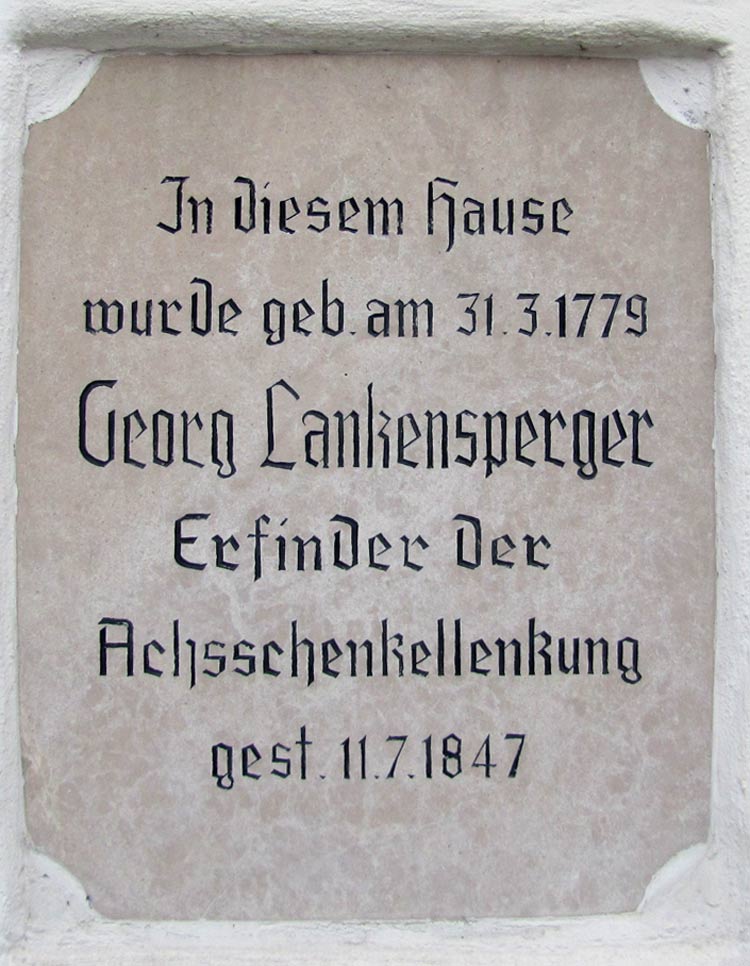 In diesem Hause
wurde geb. am 31.3.1779
Georg Lankensperger
Erfinder der
Achsschenkellenkung
gest. 11.7.1847